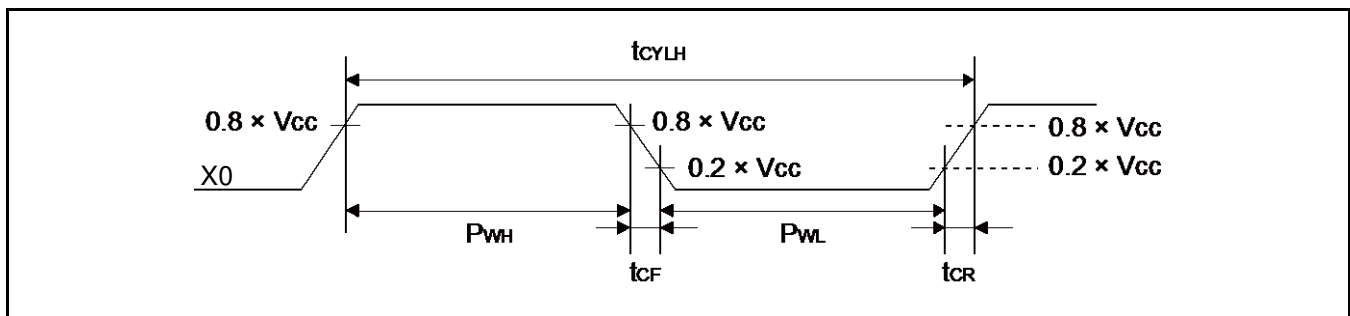 tCYLH
0.8 × VCC
0.8 × VCC
0.8 × VCC
X0
0.2 × VCC
0.2 × VCC
PWH
PWL
tCF
tCR